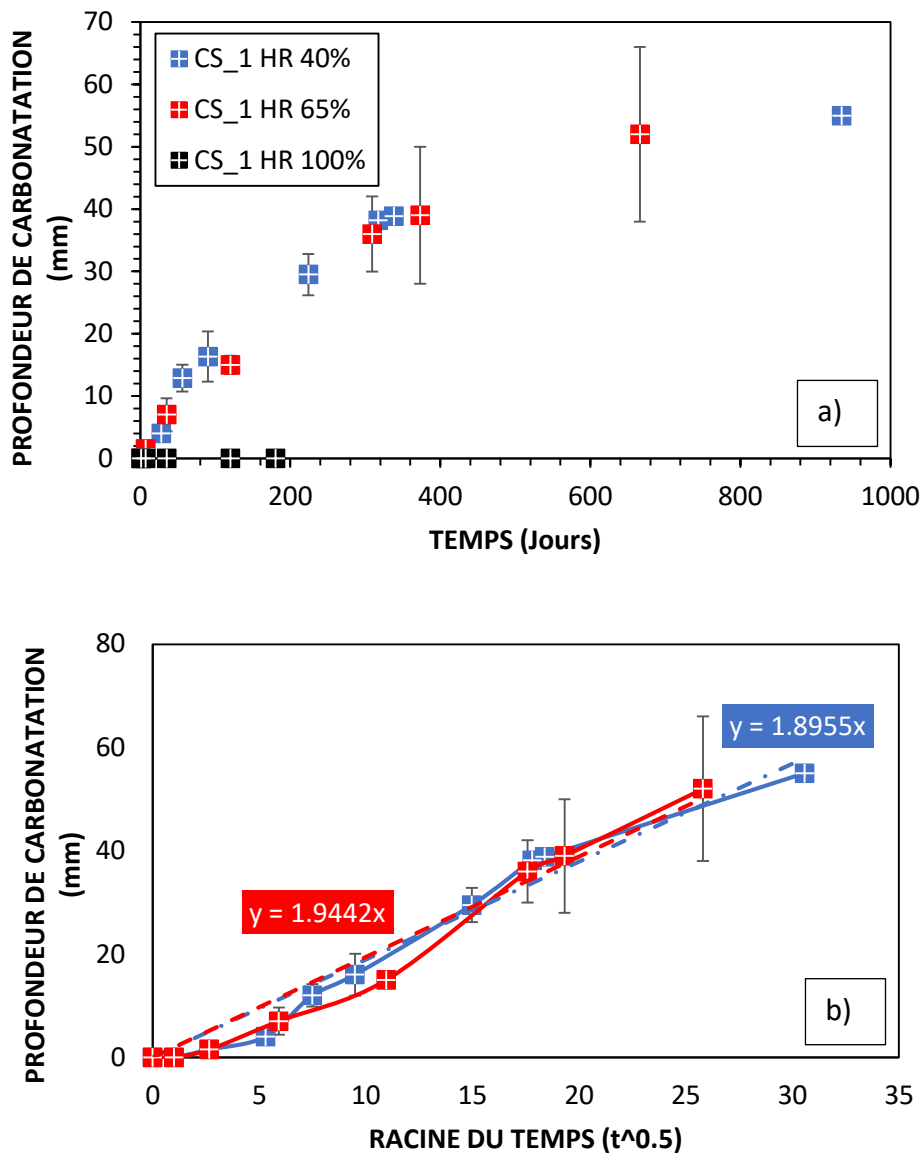 PROFONDEUR DE CARBONATATION
(mm)
70
60
50
40
30
20
10
0
CS_1 HR 40%
CS_1 HR 65%
CS_1 HR 100%
a)
0
200
400
600
800
1000
TEMPS (Jours)
PROFONDEUR DE CARBONATATION
(mm)
80
60
40
20
0
y = 1.8955x
y = 1.9442x
b)
0
5
10
15
20
25
30
35
RACINE DU TEMPS (t^0.5)